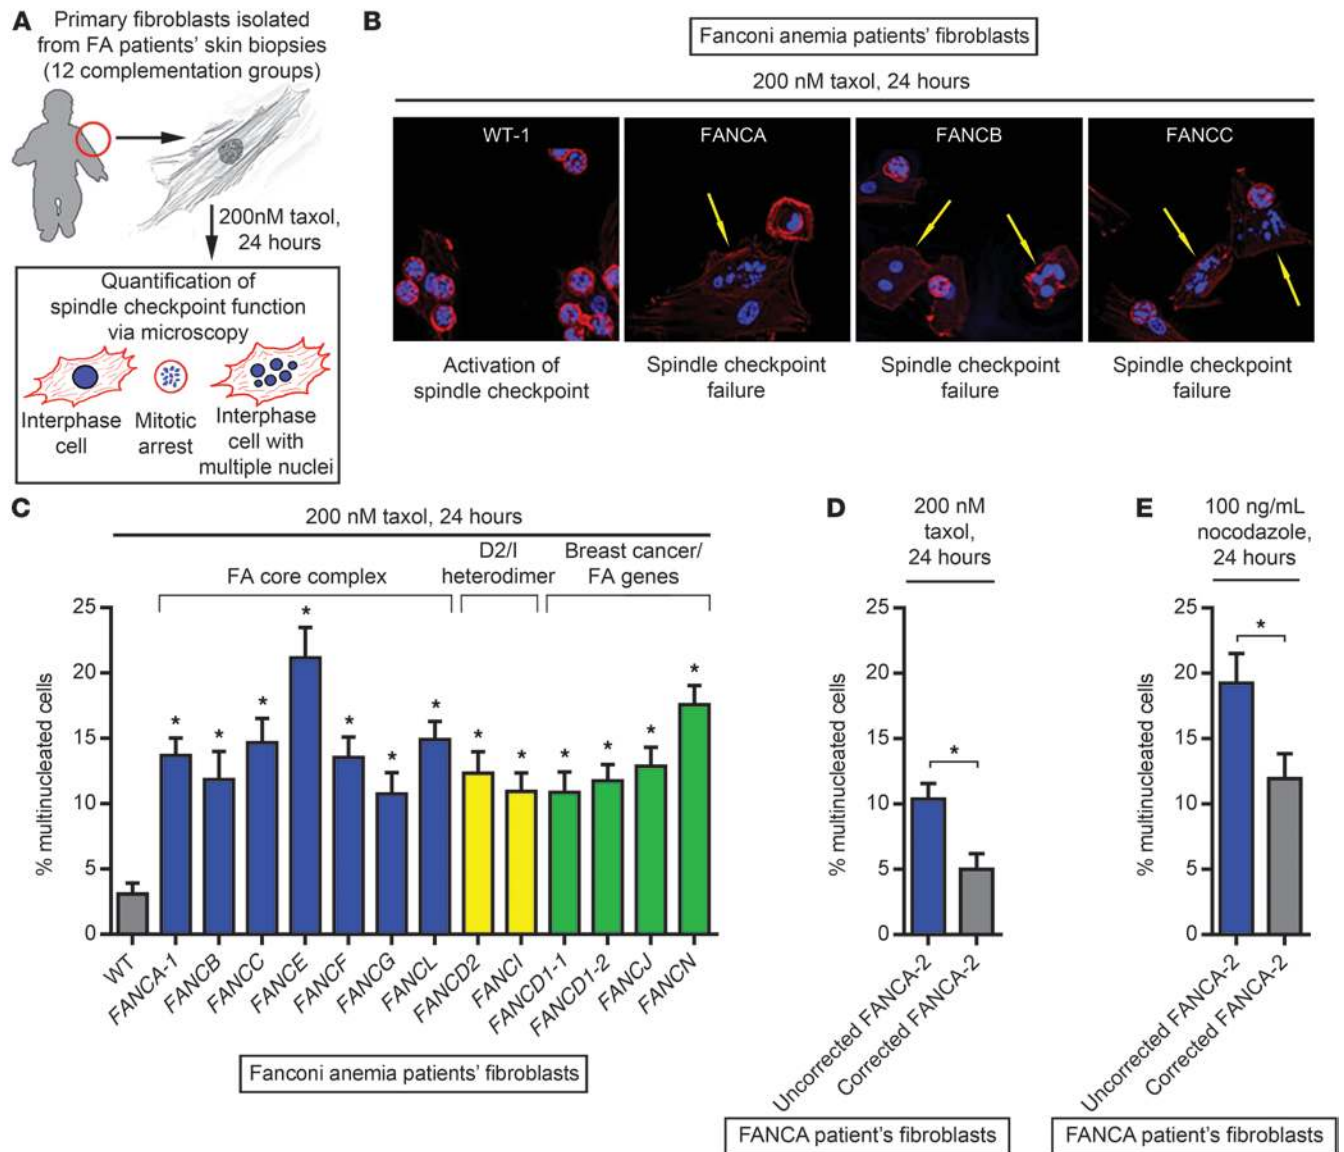 A
Primary fibroblasts isolated
from FA patients' skin biopsies
(12 complementation groups)
200nM taxol,
24 hours
Quantification of
spindle checkpoint function
via microscopy
Interphase
cell
Mitotic
arrest
Interphase
cell with
multiple nuclei
B
Fanconi anemia patients' fibroblasts
200 nM taxol, 24 hours
WT-1
FANCA
FANCB
FANCC
Activation of
spindle checkpoint
Spindle checkpoint
failure
Spindle checkpoint
failure
Spindle checkpoint
failure
C
200 nM taxol, 24 hours
FA core complex
D2/I
heterodimer
Breast cancer/
FA genes
% multinucleated cells
25
20
15
10
5
0
*
*
*
*
*
*
*
*
*
*
*
*
*
WT
FANCA-1
FANCB
FANCC
FANCE
FANCF
FANCG
FANCL
FANCD2
FANCI
FANCD1-1
FANCD1-2
FANCJ
FANCN
Fanconi anemia patients' fibroblasts
D
200 nM
taxol,
24 hours
% multinucleated cells
25
20
15
10
5
0
*
Uncorrected FANCA-2
Corrected FANCA-2
FANCA patient's fibroblasts
E
100 ng/mL
nocodazole,
24 hours
% multinucleated cells
25
20
15
10
5
0
*
Uncorrected FANCA-2
Corrected FANCA-2
FANCA patient's fibroblasts